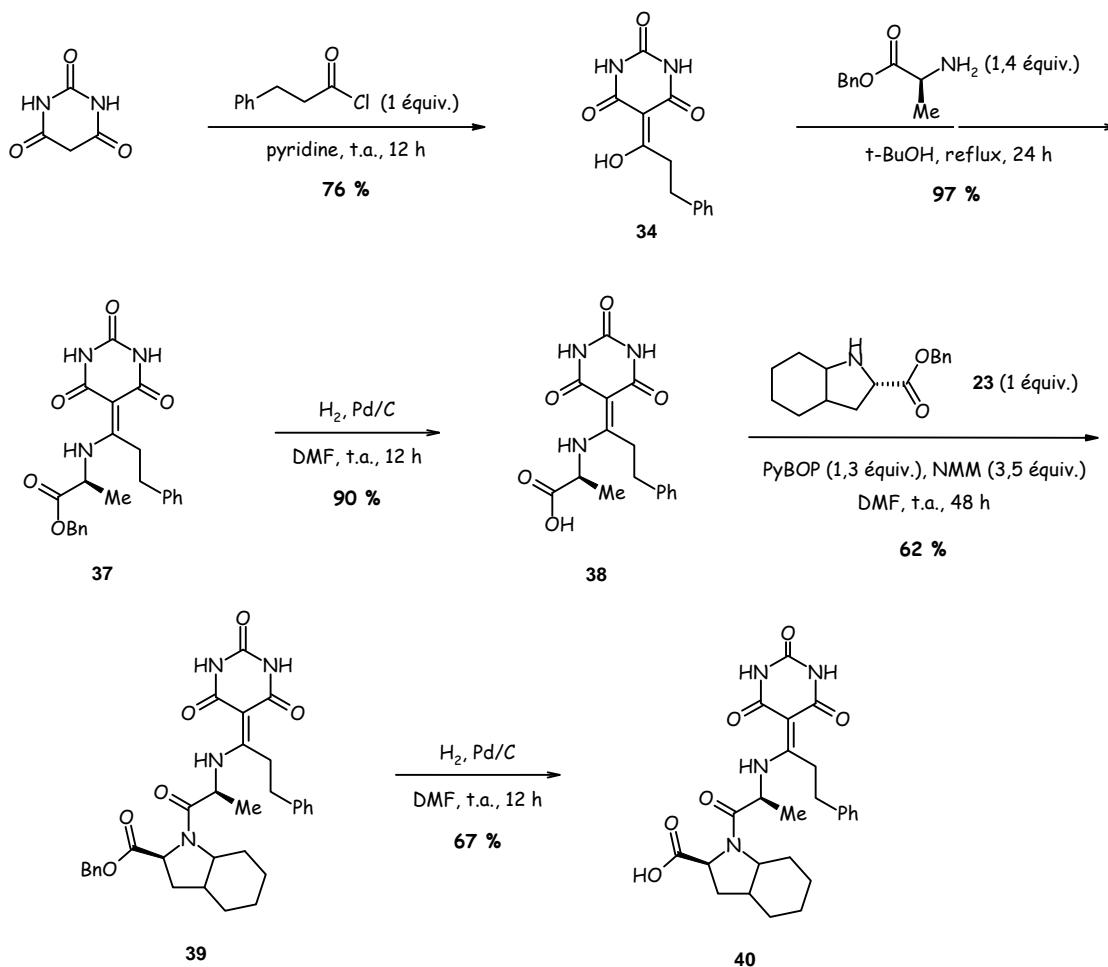 O
HN NH
O O
O
Ph Cl (1 équiv.)
pyridine, t.a., 12 h
76 %
O
HN NH
O O
HO
Ph
34
O
BnO NH2 (1,4 équiv.)
Me
t-BuOH, reflux, 24 h
97 %
O
HN NH
O O
HN
O Me Ph
OBn
37
H2, Pd/C
DMF, t.a., 12 h
90 %
O
HN NH
O O
HN
O Me Ph
OH
38
H
N OBn
O
23 (1 équiv.)
PyBOP (1,3 équiv.), NMM (3,5 équiv.)
DMF, t.a., 48 h
62 %
O
HN NH
O O
HN
O Me Ph
O N
BnO
39
H2, Pd/C
DMF, t.a., 12 h
67 %
O
HN NH
O O
HN
O Me Ph
O N
HO
40